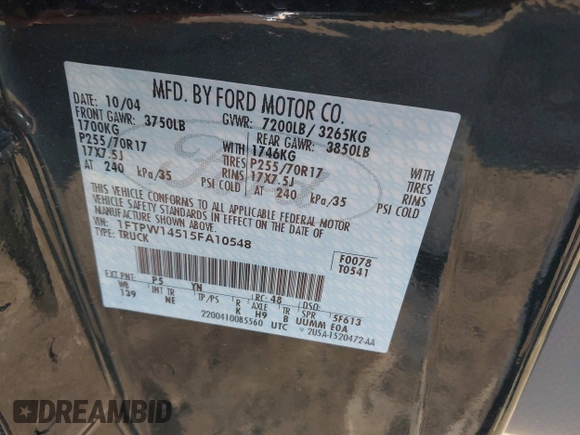 MFD. BY FORD MOTOR CO.
DATE: 10/04 GVWR: 7200LB/ 3265KG
FRONT GAWR: 3750LB REAR GAWR: 3850LB
1700KG WITH 1746KG WITH
P255/70R17 TIRES P255/70R17 TIRES
17X7.5J RIMS 17X7.5J RIMS
AT 240 kPa/35 PSI COLD AT 240 kPa/35 PSI COLD
THIS VEHICLE CONFORMS TO ALL APPLICABLE FEDERAL MOTOR
VEHICLE SAFETY STANDARDS IN EFFECT ON THE DATE OF
MANUFACTURE SHOWN ABOVE.
VIN: 1FTPW14515FA10548
TYPE: TRUCK
F0078
T0541
EXT PNT: P5 YN RC: 48 DSO:
WB INT TR TP/PS R AXLE TR SPR 5F613
139 NE K H9 B UUMM E0A
2200410085560 UTC
2U5A-1520472-AA
DREAMBID